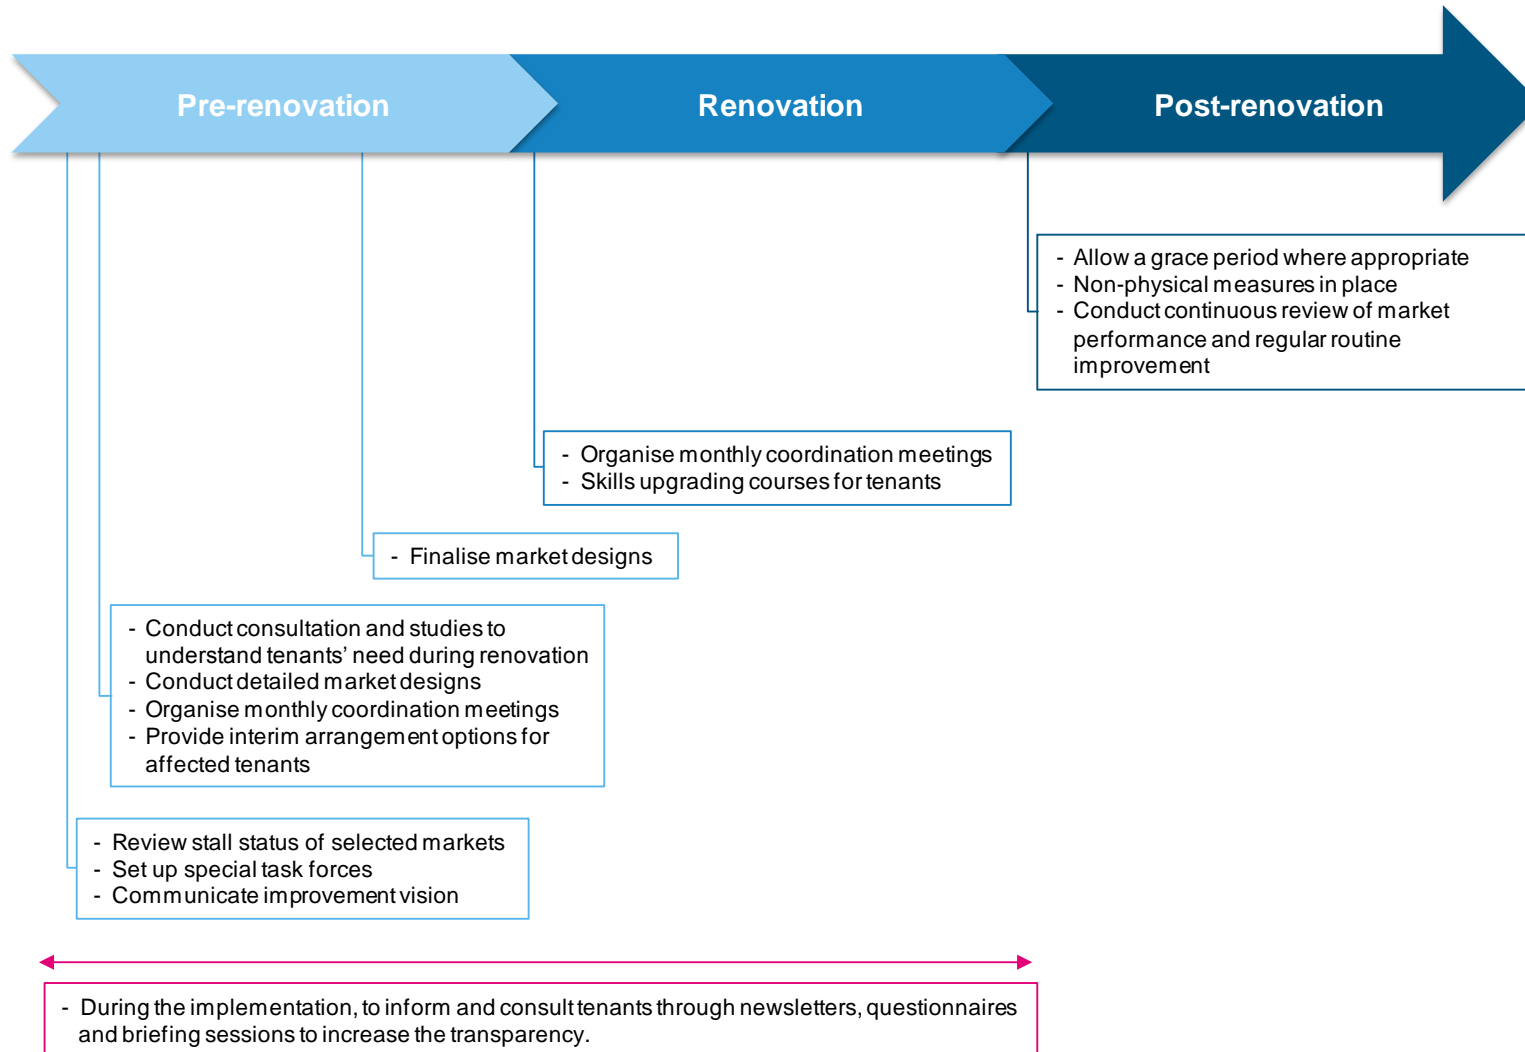 Pre-renovation
Renovation
Post-renovation
- Allow a grace period where appropriate
- Non-physical measures in place
- Conduct continuous review of market
performance and regular routine
improvement
- Organise monthly coordination meetings
- Skills upgrading courses for tenants
- Finalise market designs
- Conduct consultation and studies to
understand tenants’ need during renovation
- Conduct detailed market designs
- Organise monthly coordination meetings
- Provide interim arrangement options for
affected tenants
- Review stall status of selected markets
- Set up special task forces
- Communicate improvement vision
- During the implementation, to inform and consult tenants through newsletters, questionnaires
and briefing sessions to increase the transparency.